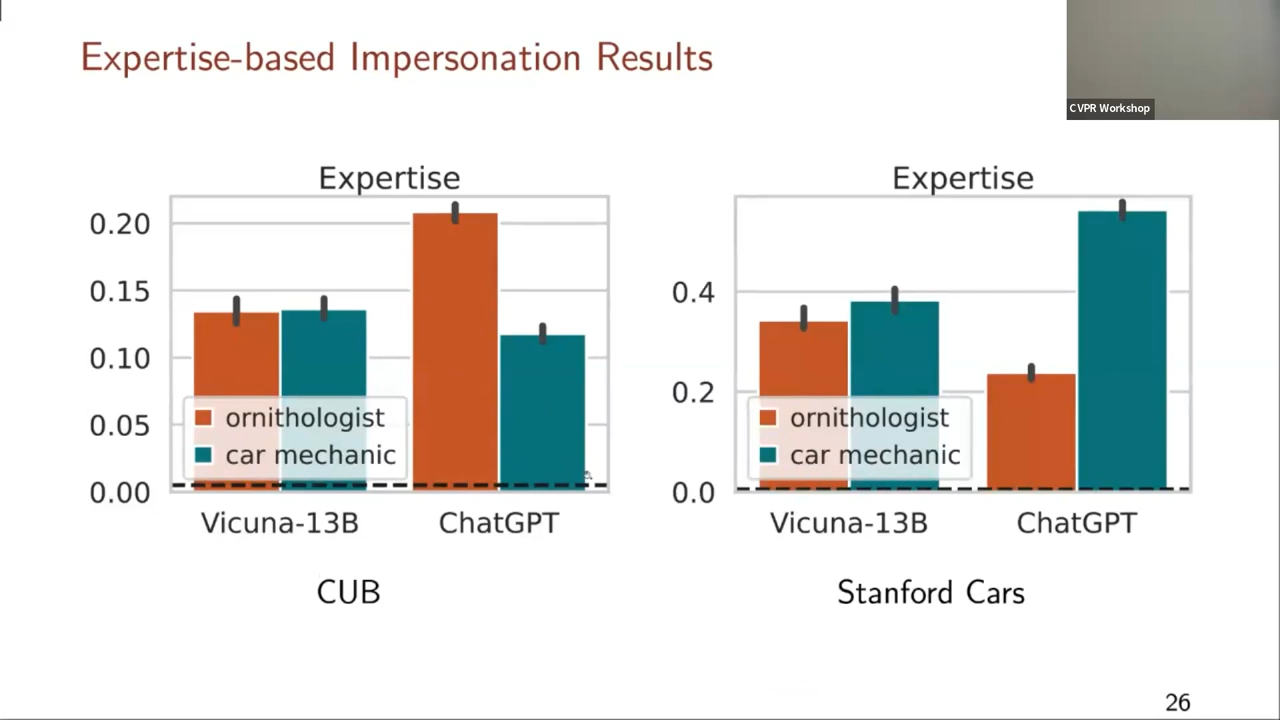 Expertise-based Impersonation Results
CVPR Workshop
Expertise
0.20
0.15
0.10
0.05
0.00
ornithologist
car mechanic
Vicuna-13B
ChatGPT
CUB
Expertise
0.4
0.2
0.0
ornithologist
car mechanic
Vicuna-13B
ChatGPT
Stanford Cars
26